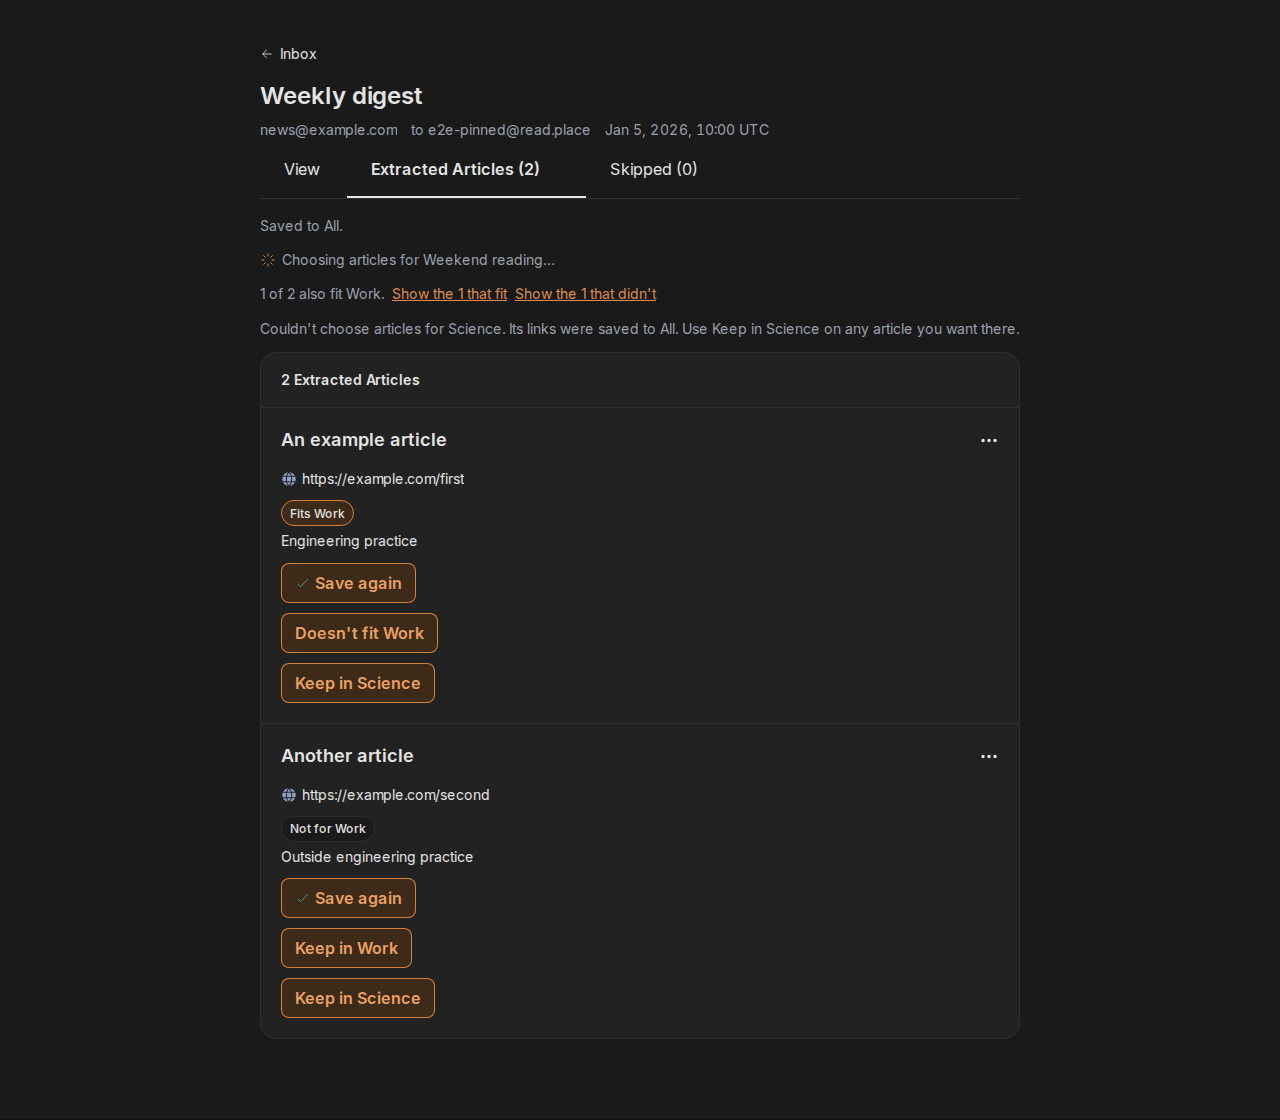 ← Inbox
Weekly digest
news@example.com to e2e-pinned@read.place Jan 5, 2026, 10:00 UTC
View Extracted Articles (2) Skipped (0)
Saved to All.
Choosing articles for Weekend reading...
1 of 2 also fit Work. Show the 1 that fit Show the 1 that didn't
Couldn't choose articles for Science. Its links were saved to All. Use Keep in Science on any article you want there.
2 Extracted Articles
An example article
https://example.com/first
Fits Work
Engineering practice
✓ Save again
Doesn't fit Work
Keep in Science
Another article
https://example.com/second
Not for Work
Outside engineering practice
✓ Save again
Keep in Work
Keep in Science